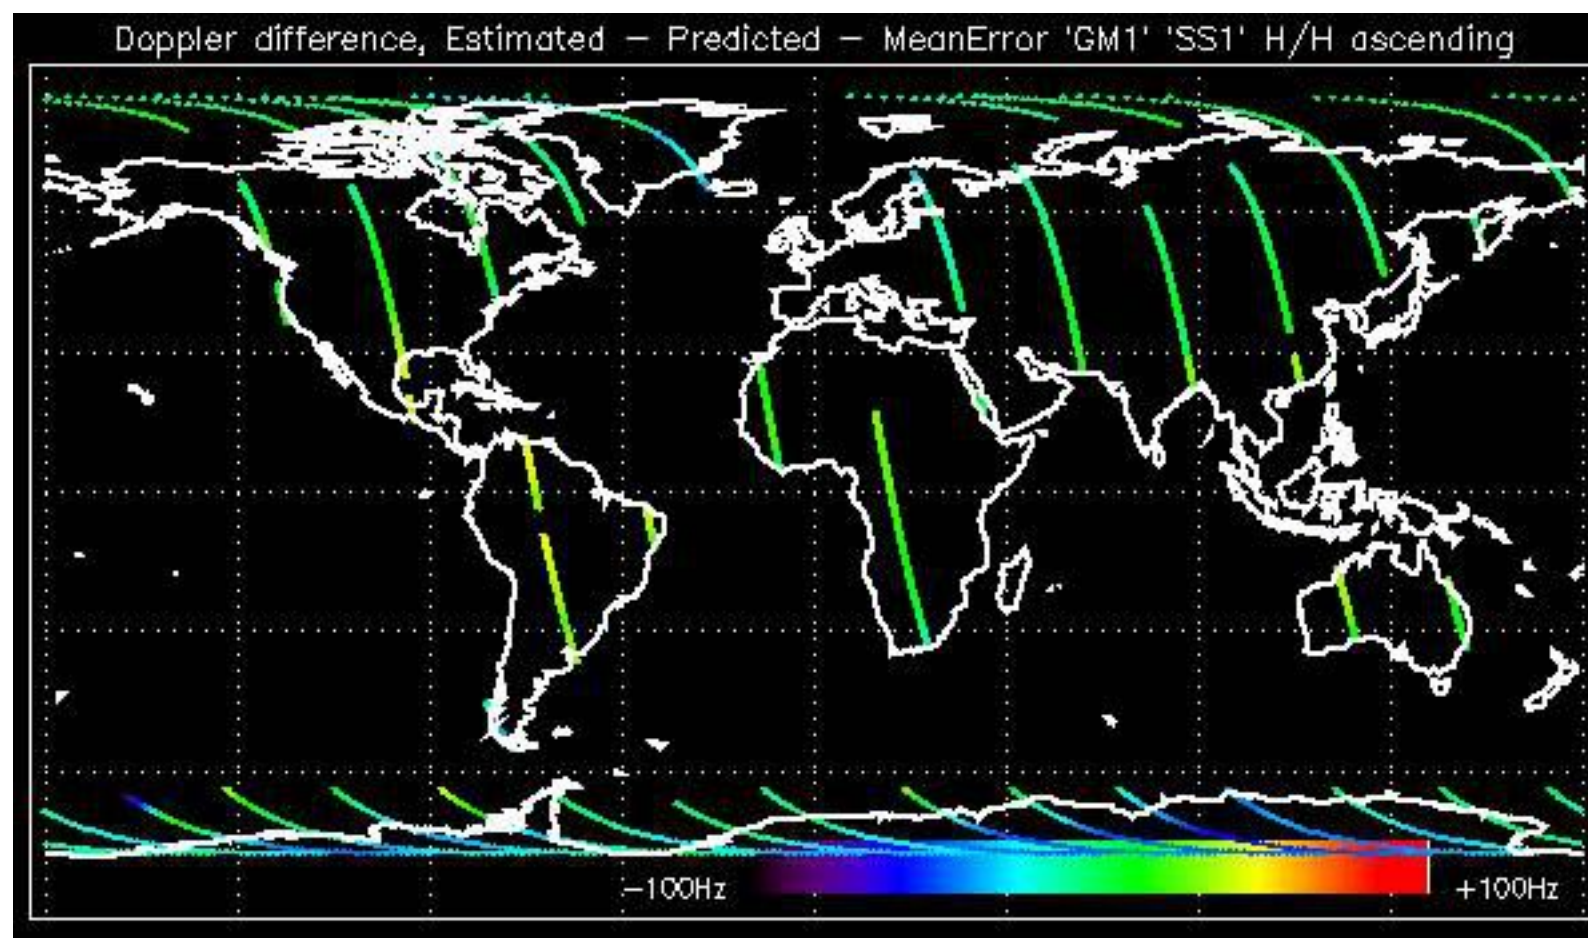 Doppler difference, Estimated – Predicted – MeanError 'GM1' 'SS1' H/H ascending
–100Hz
+100Hz